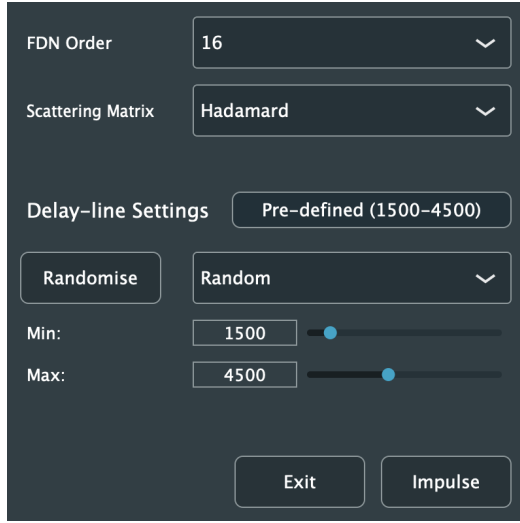 FDN Order 16
Scattering Matrix Hadamard
Delay-line Settings Pre-defined (1500-4500)
Randomise Random
Min: 1500
Max: 4500
Exit Impulse